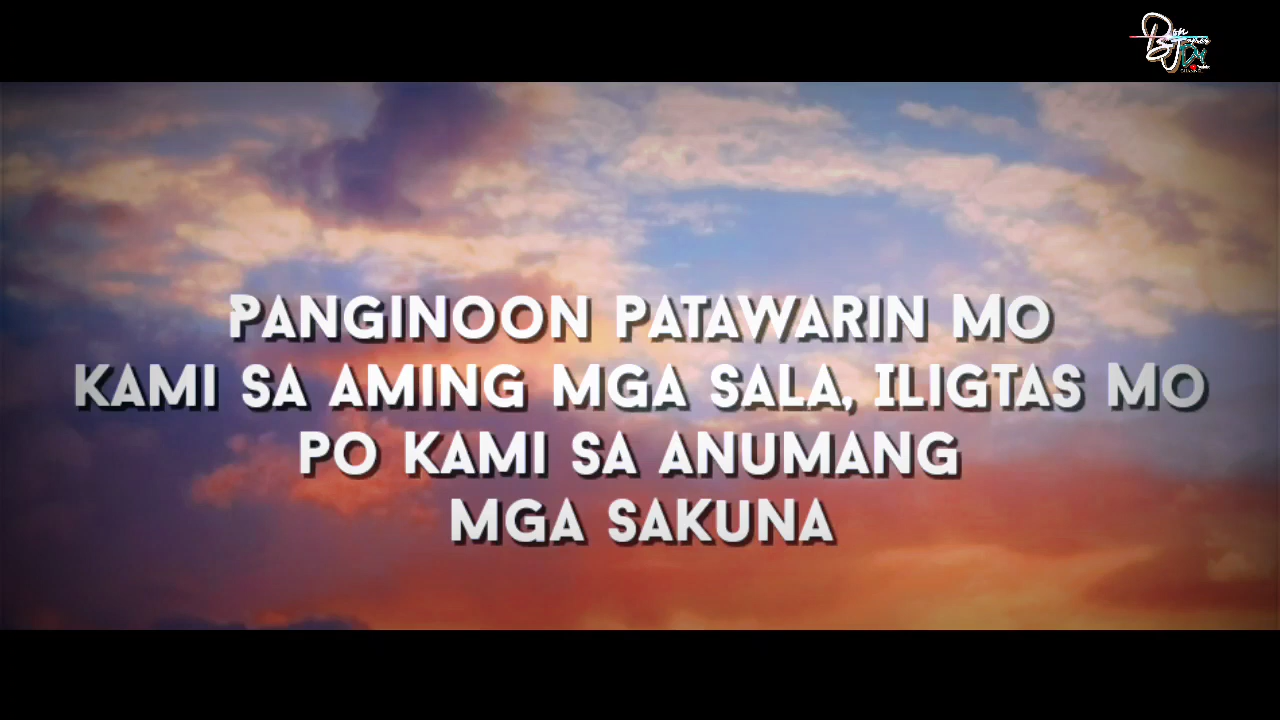 PANGINOON PATAWARIN MO
KAMI SA AMING MGA SALA, ILIGTAS MO
PO KAMI SA ANUMANG
MGA SAKUNA